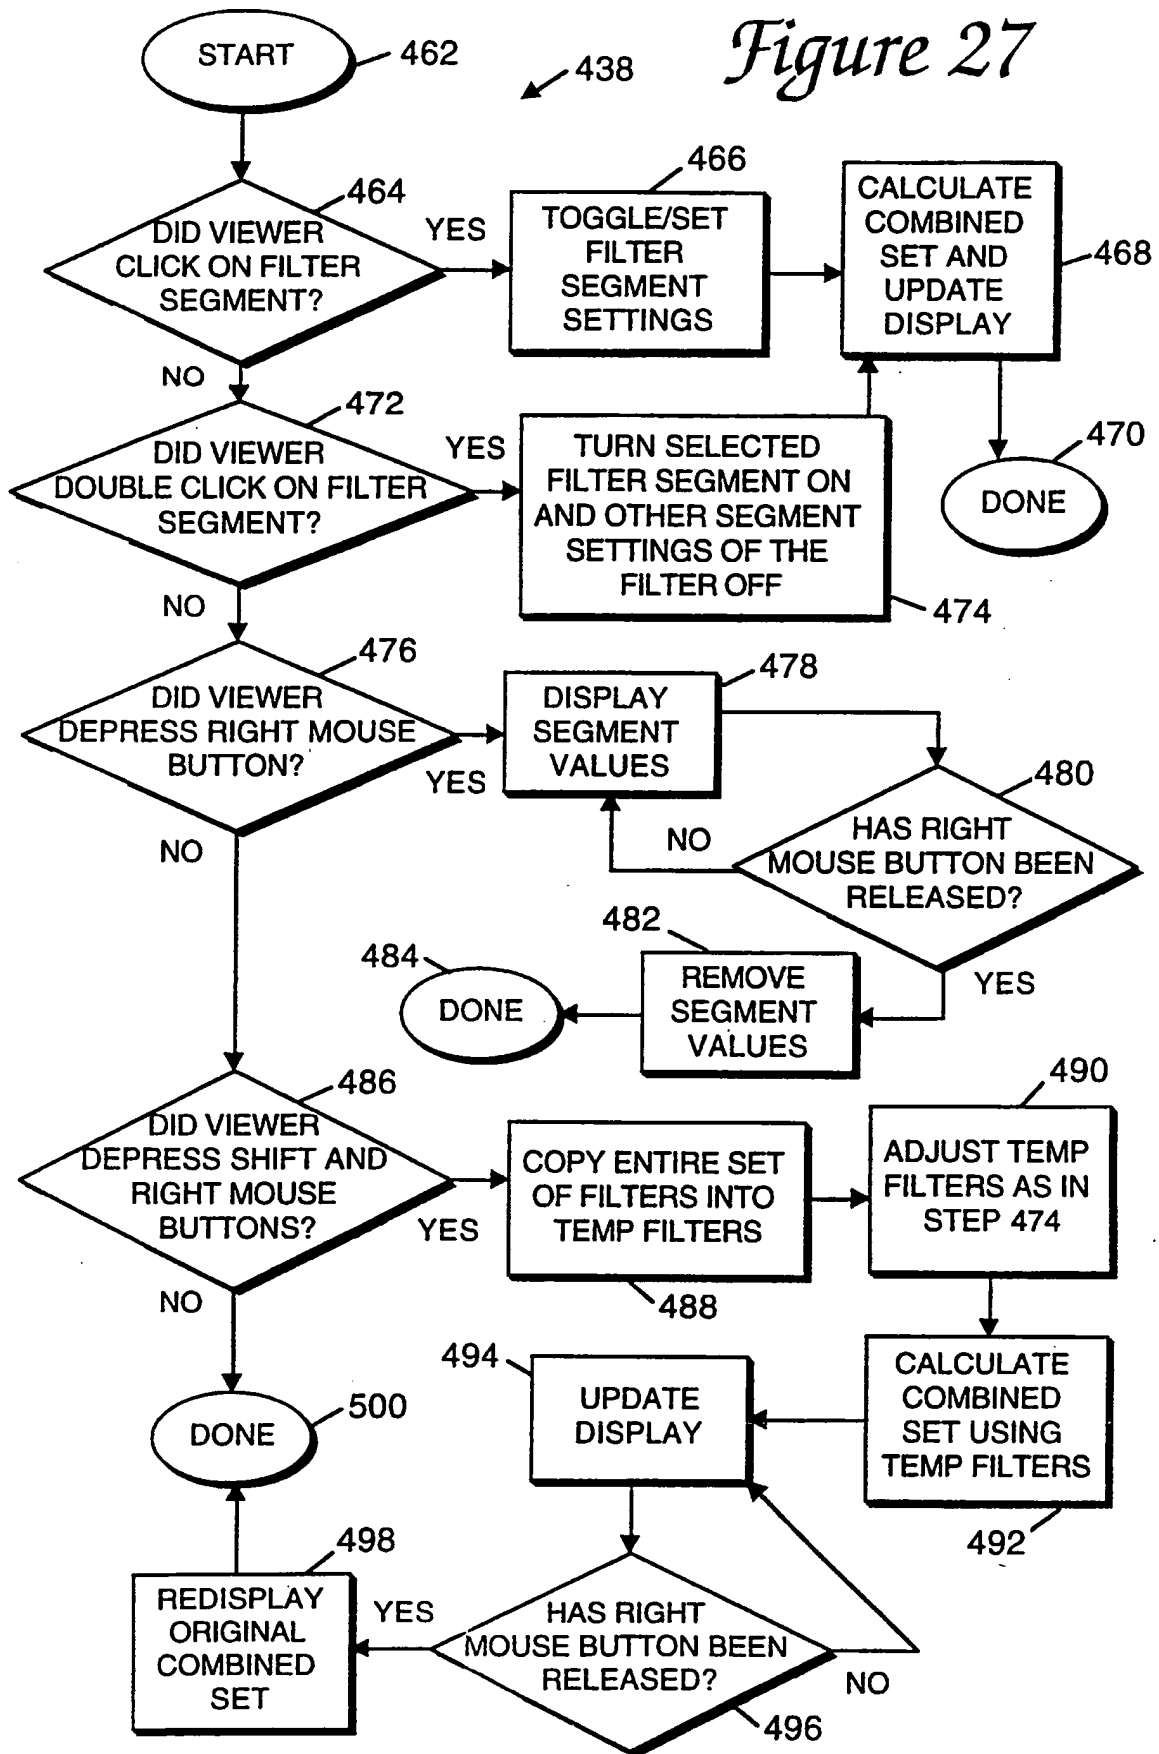 Figure 27
START
462
438
464
DID VIEWER
CLICK ON FILTER
SEGMENT?
YES
NO
466
TOGGLE/SET
FILTER
SEGMENT
SETTINGS
CALCULATE
COMBINED
SET AND
UPDATE
DISPLAY
468
470
DONE
472
DID VIEWER
DOUBLE CLICK ON FILTER
SEGMENT?
YES
NO
TURN SELECTED
FILTER SEGMENT ON
AND OTHER SEGMENT
SETTINGS OF THE
FILTER OFF
474
476
DID VIEWER
DEPRESS RIGHT MOUSE
BUTTON?
YES
NO
478
DISPLAY
SEGMENT
VALUES
480
HAS RIGHT
MOUSE BUTTON BEEN
RELEASED?
NO
YES
482
REMOVE
SEGMENT
VALUES
484
DONE
486
DID VIEWER
DEPRESS SHIFT AND
RIGHT MOUSE
BUTTONS?
YES
NO
COPY ENTIRE SET
OF FILTERS INTO
TEMP FILTERS
488
490
ADJUST TEMP
FILTERS AS IN
STEP 474
CALCULATE
COMBINED
SET USING
TEMP FILTERS
492
494
UPDATE
DISPLAY
HAS RIGHT
MOUSE BUTTON BEEN
RELEASED?
496
NO
YES
498
REDISPLAY
ORIGINAL
COMBINED
SET
500
DONE